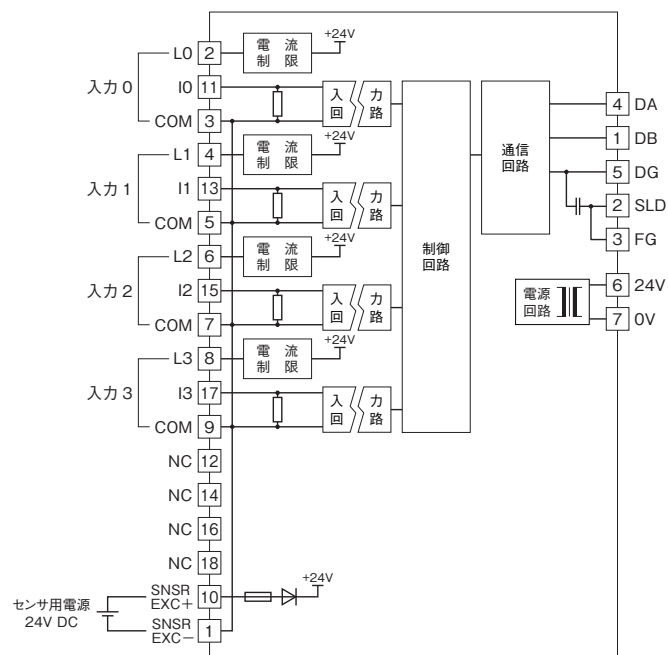 入力 0
L0 2
I0 11
COM 3
電流
制限
+24V
入力
回路
入力 1
L1 4
I1 13
COM 5
電流
制限
+24V
入力
回路
入力 2
L2 6
I2 15
COM 7
電流
制限
+24V
入力
回路
入力 3
L3 8
I3 17
COM 9
電流
制限
+24V
入力
回路
NC 12
NC 14
NC 16
NC 18
センサ用電源
24V DC
SNSR
EXC+ 10
+24V
SNSR
EXC− 1
制御
回路
通信
回路
4 DA
1 DB
5 DG
2 SLD
3 FG
電源
回路
6 24V
7 0V